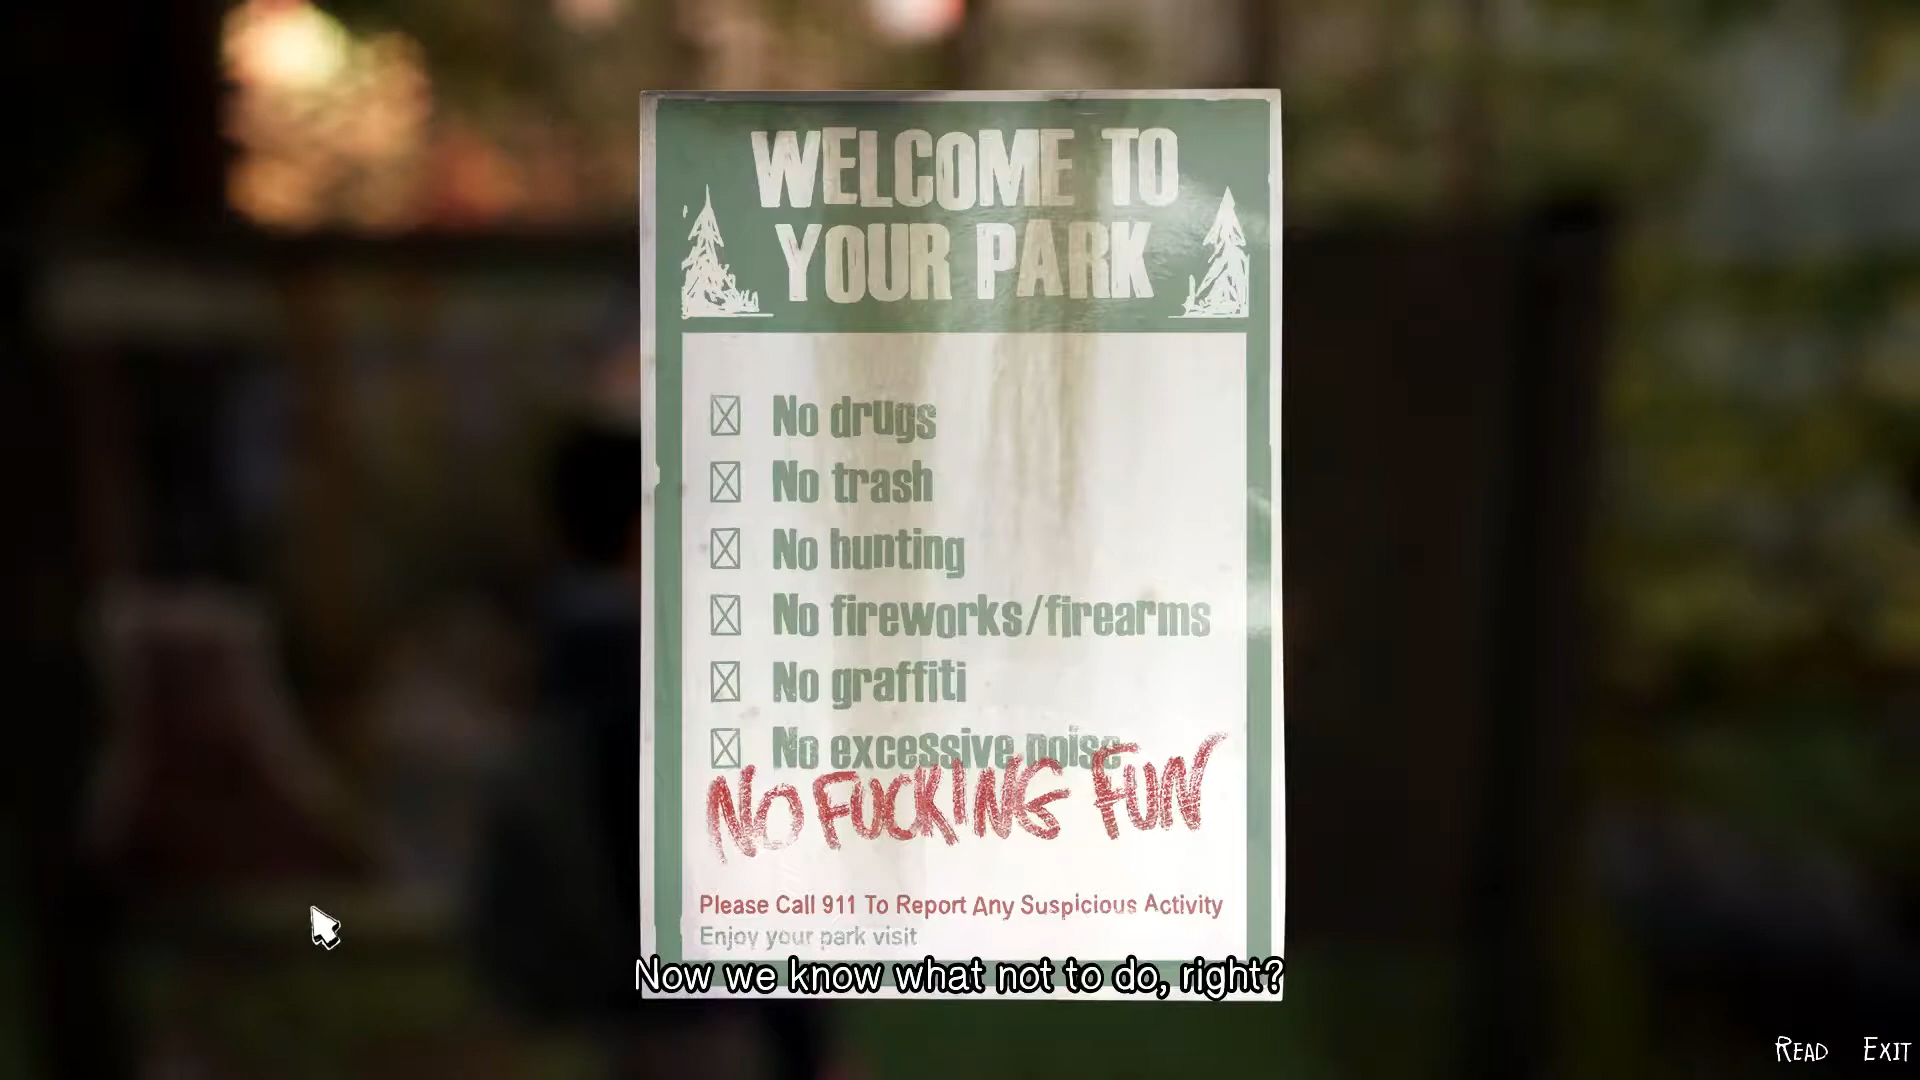 WELCOME TO
YOUR PARK
No drugs
No trash
No hunting
No fireworks/firearms
No graffiti
No excessive noise
NO FUCKING FUN
Please Call 911 To Report Any Suspicious Activity
Enjoy your park visit
Now we know what not to do, right?
READ EXIT